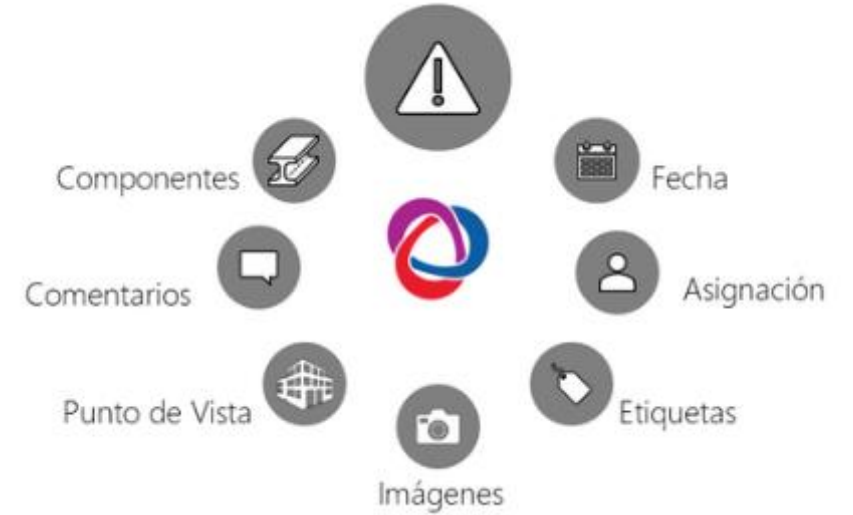 Componentes
Fecha
Comentarios
Asignación
Punto de Vista
Etiquetas
Imágenes